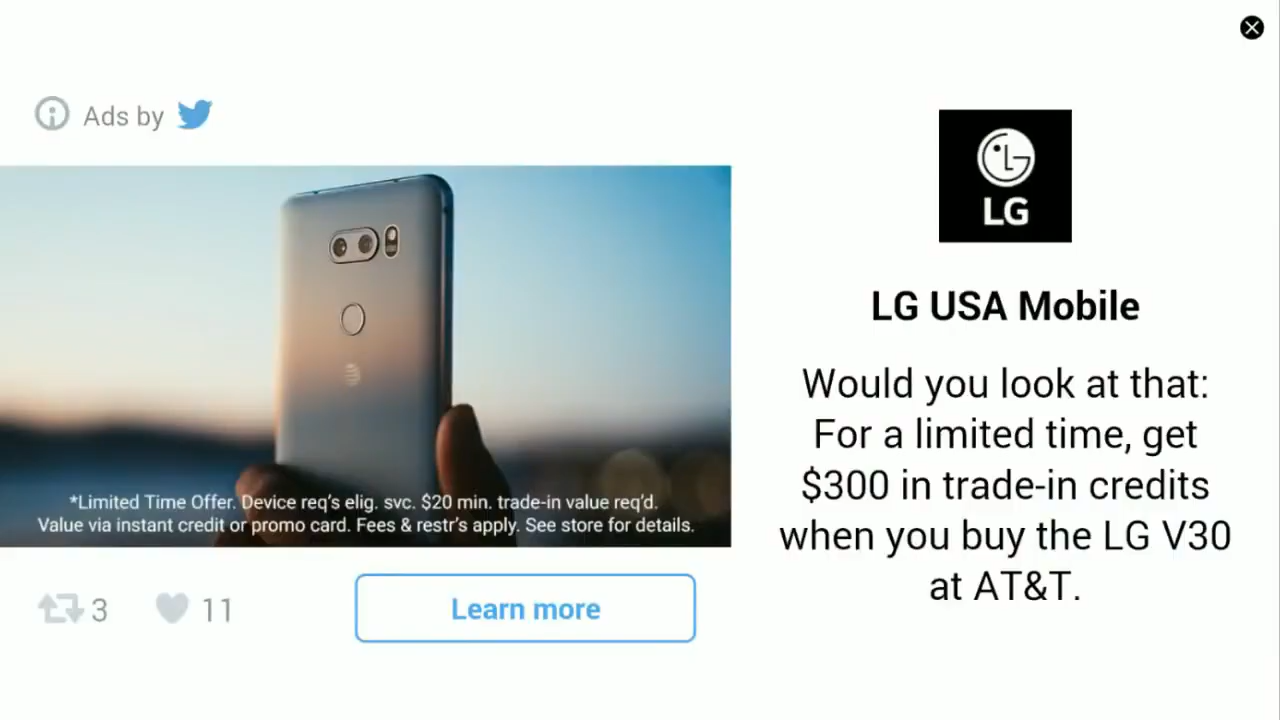 Ads by
*Limited Time Offer. Device req's elig. svc. $20 min. trade-in value req'd.
Value via instant credit or promo card. Fees & restr's apply. See store for details.
3
11
Learn more
LG
LG USA Mobile
Would you look at that:
For a limited time, get
$300 in trade-in credits
when you buy the LG V30
at AT&T.